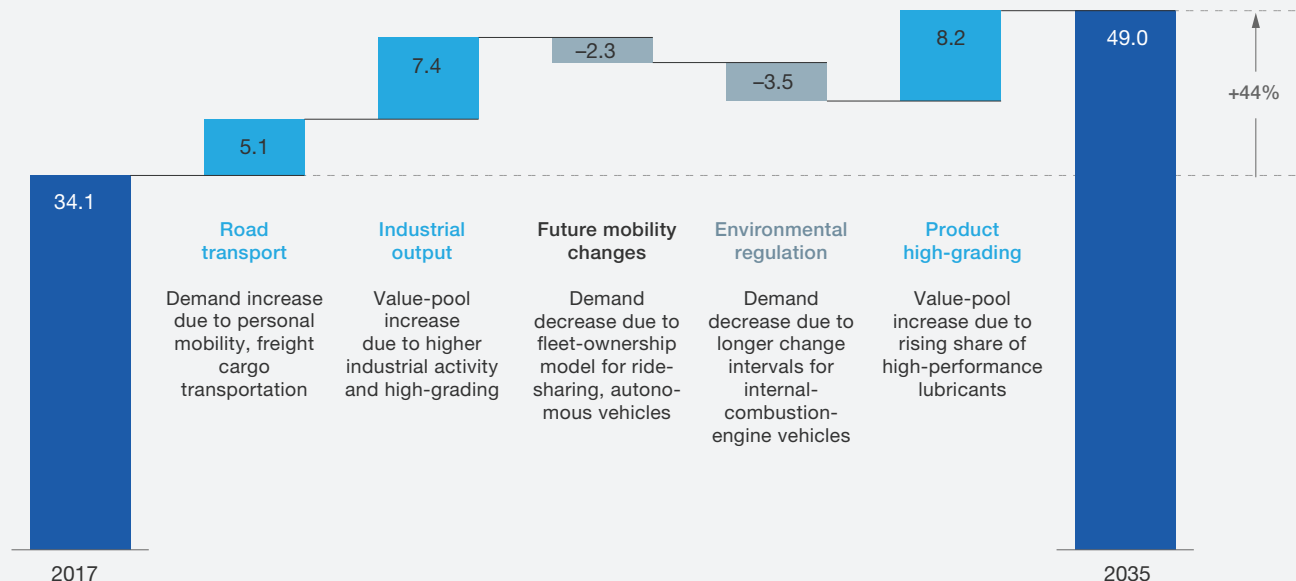 8.2
49.0
7.4
–2.3
–3.5
+44%
5.1
34.1
Road
transport
Demand increase
due to personal
mobility, freight
cargo
transportation
Industrial
output
Value-pool
increase
due to higher
industrial activity
and high-grading
Future mobility
changes
Demand
decrease due to
fleet-ownership
model for ride-
sharing, autono-
mous vehicles
Environmental
regulation
Demand
decrease due to
longer change
intervals for
internal-
combustion-
engine vehicles
Product
high-grading
Value-pool
increase due to
rising share of
high-performance
lubricants
2017
2035